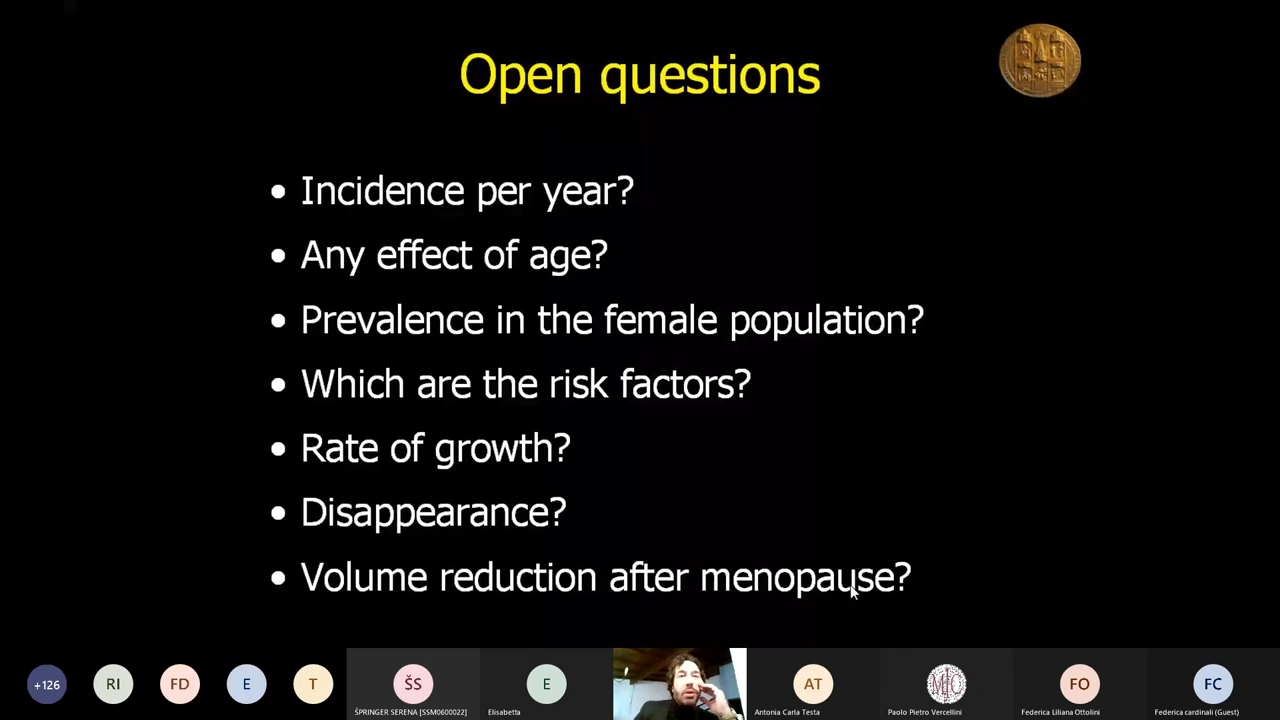 Open questions
• Incidence per year?
• Any effect of age?
• Prevalence in the female population?
• Which are the risk factors?
• Rate of growth?
• Disappearance?
• Volume reduction after menopause?
+126
RI
FD
E
T
ŠS
ŠPRINGER SERENA [SSM0600022]
E
Elisabetta
AT
Antonia Carla Testa
Paolo Pietro Vercellini
FO
Federica Liliana Ottolini
FC
Federica cardinali (Guest)